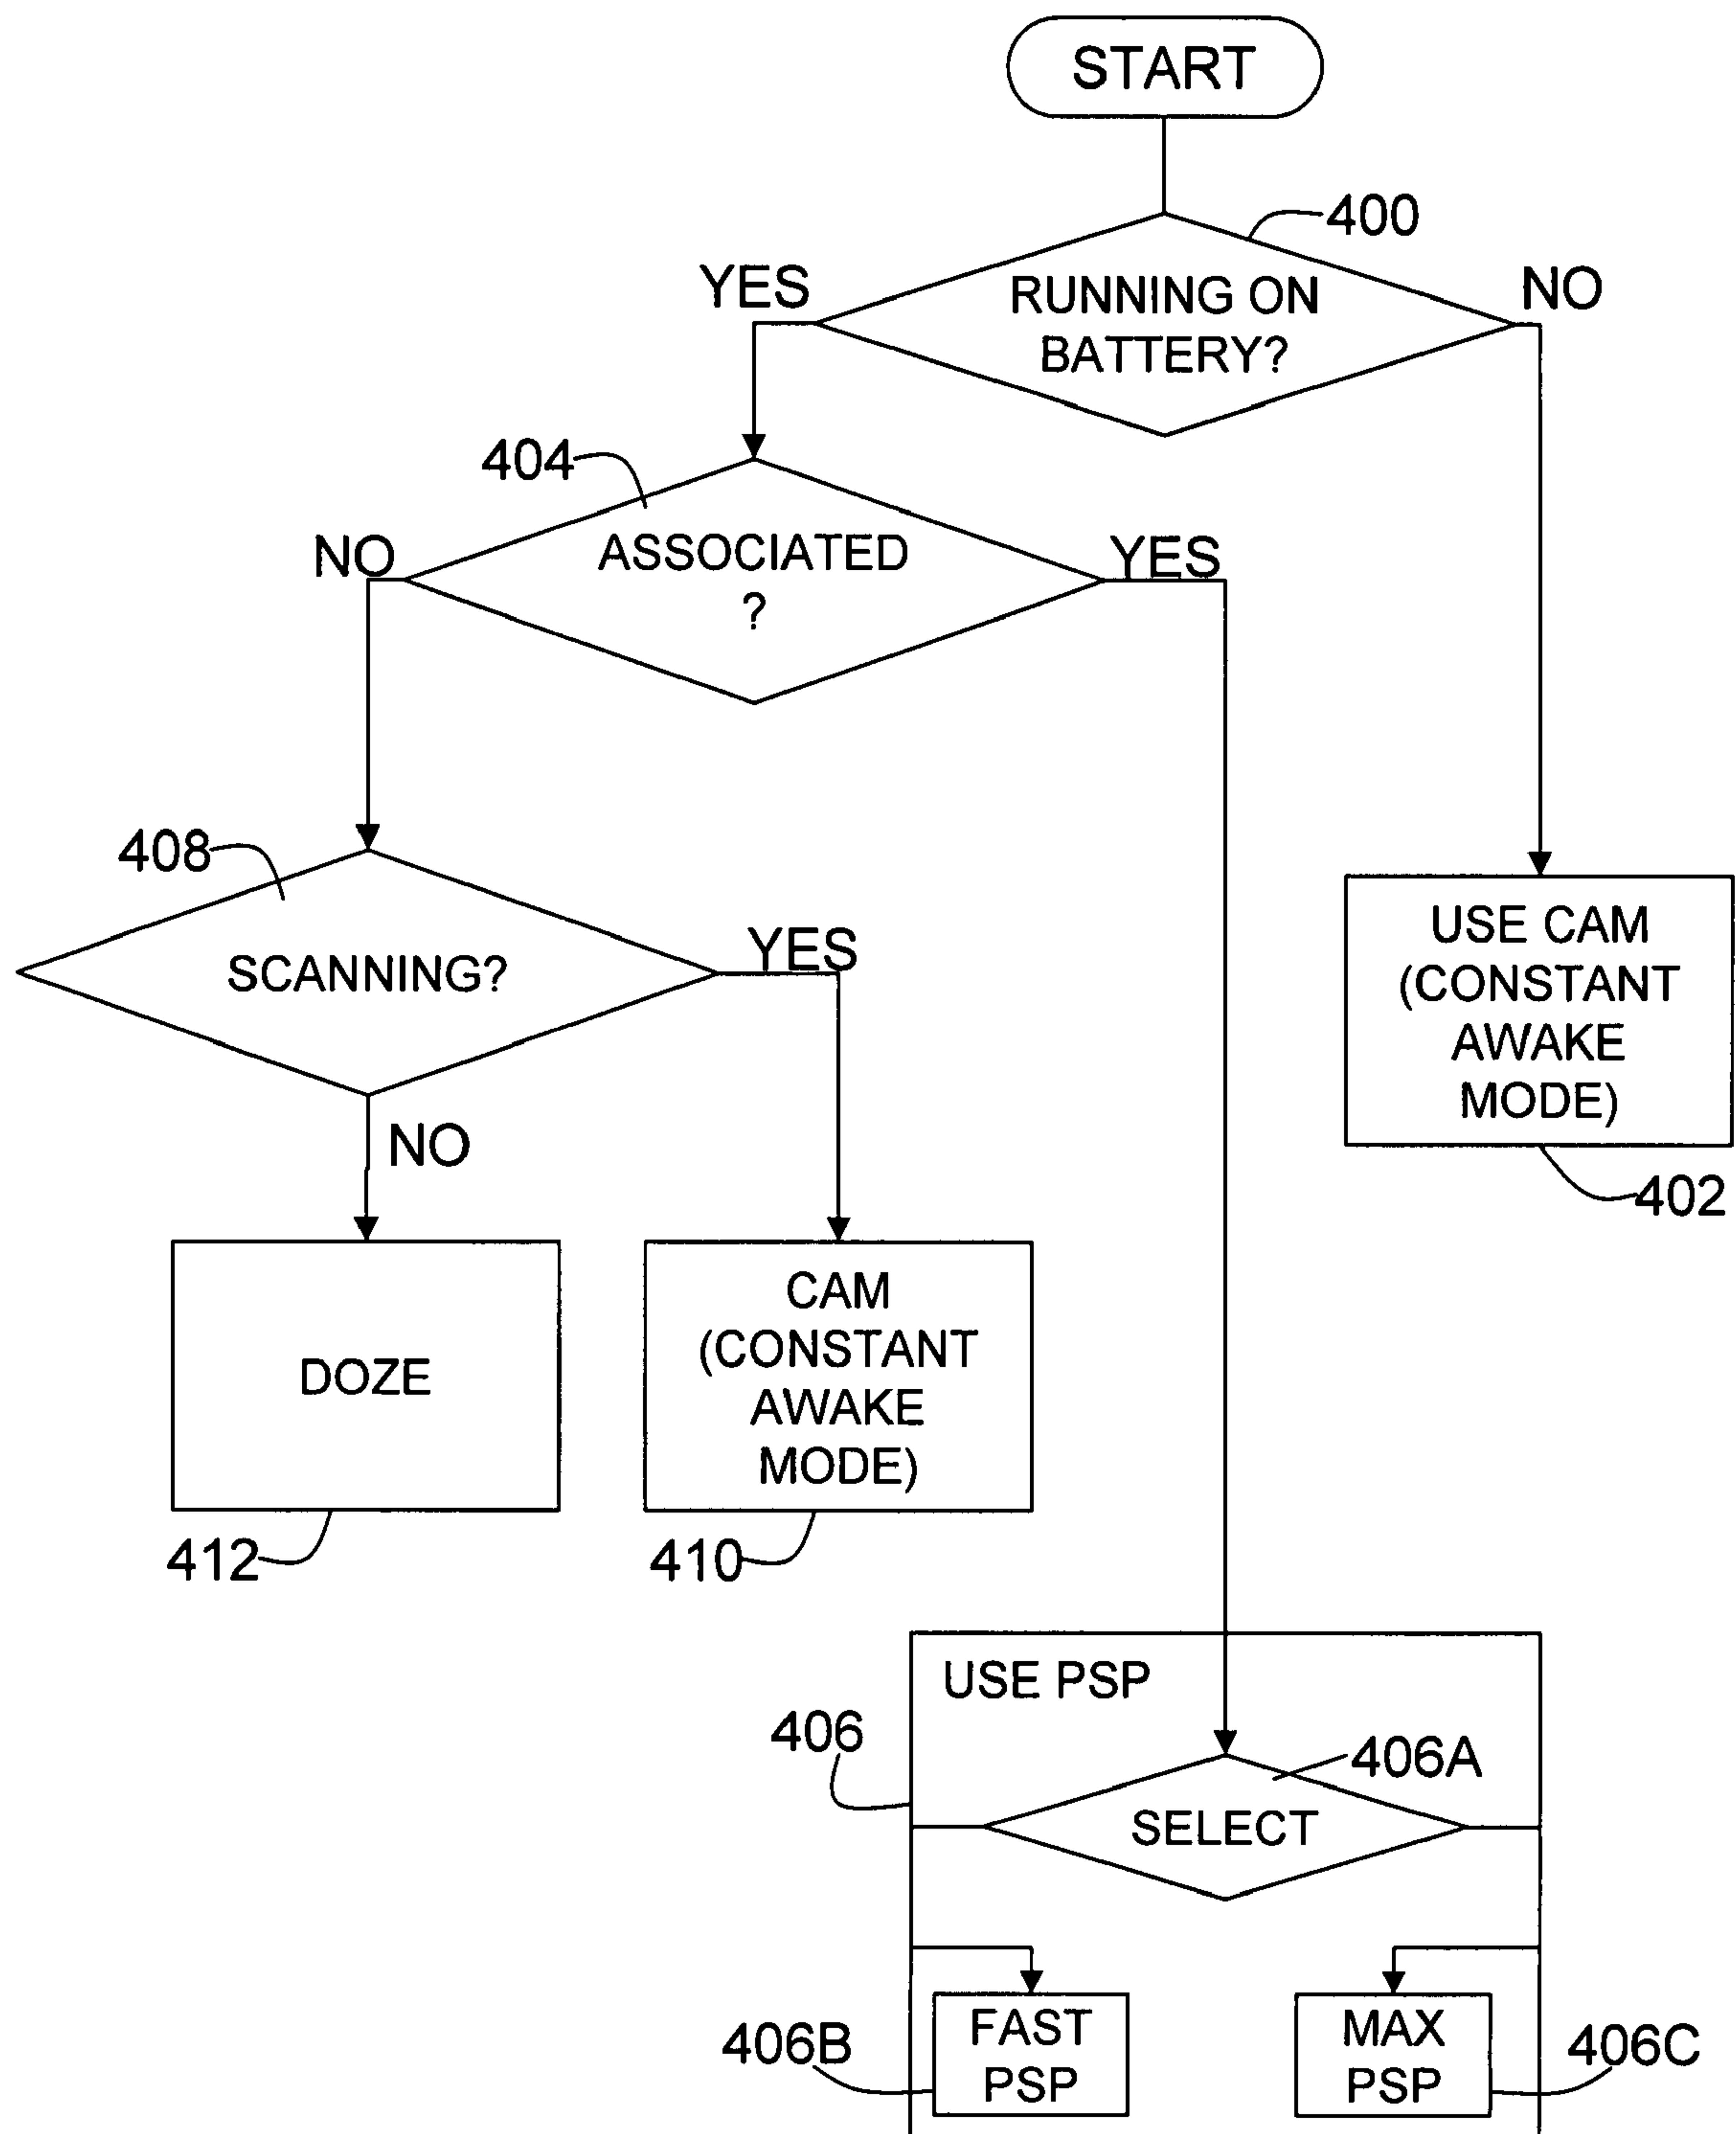 START
400
RUNNING ON
BATTERY?
YES
NO
404
ASSOCIATED
?
NO
YES
408
SCANNING?
YES
NO
USE CAM
(CONSTANT
AWAKE
MODE)
402
DOZE
412
CAM
(CONSTANT
AWAKE
MODE)
410
USE PSP
406
406A
SELECT
FAST
PSP
406B
MAX
PSP
406C